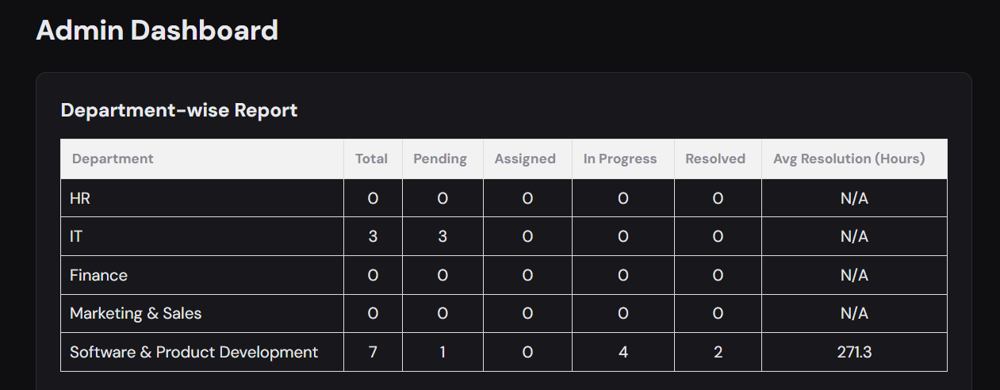 Admin Dashboard
Department-wise Report
Department Total Pending Assigned In Progress Resolved Avg Resolution (Hours)
HR 0 0 0 0 0 N/A
IT 3 3 0 0 0 N/A
Finance 0 0 0 0 0 N/A
Marketing & Sales 0 0 0 0 0 N/A
Software & Product Development 7 1 0 4 2 271.3